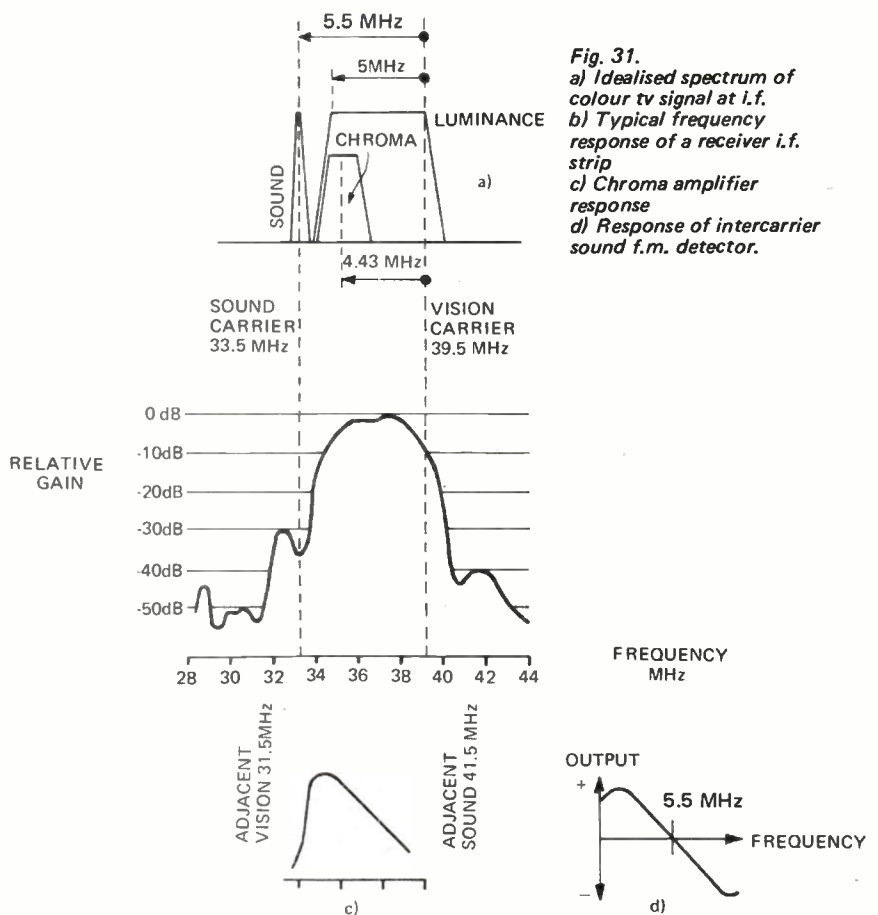 5.5 MHz
5MHz
LUMINANCE
CHROMA
SOUND
a)
4.43 MHz
Fig. 31.
a) Idealised spectrum of
colour tv signal at i.f.
b) Typical frequency
response of a receiver i.f.
strip
c) Chroma amplifier
response
d) Response of intercarrier
sound f.m. detector.
SOUND
CARRIER
33.5 MHz
VISION
CARRIER
39.5 MHz
RELATIVE
GAIN
0 dB
-10dB
-20dB
-30dB
-40dB
-50dB
28 30 32 34 36 38 40 42 44
FREQUENCY
MHz
ADJACENT
VISION 31.5MHz
ADJACENT
SOUND 41.5 MHz
c)
OUTPUT
+
5.5 MHz
FREQUENCY
−
d)